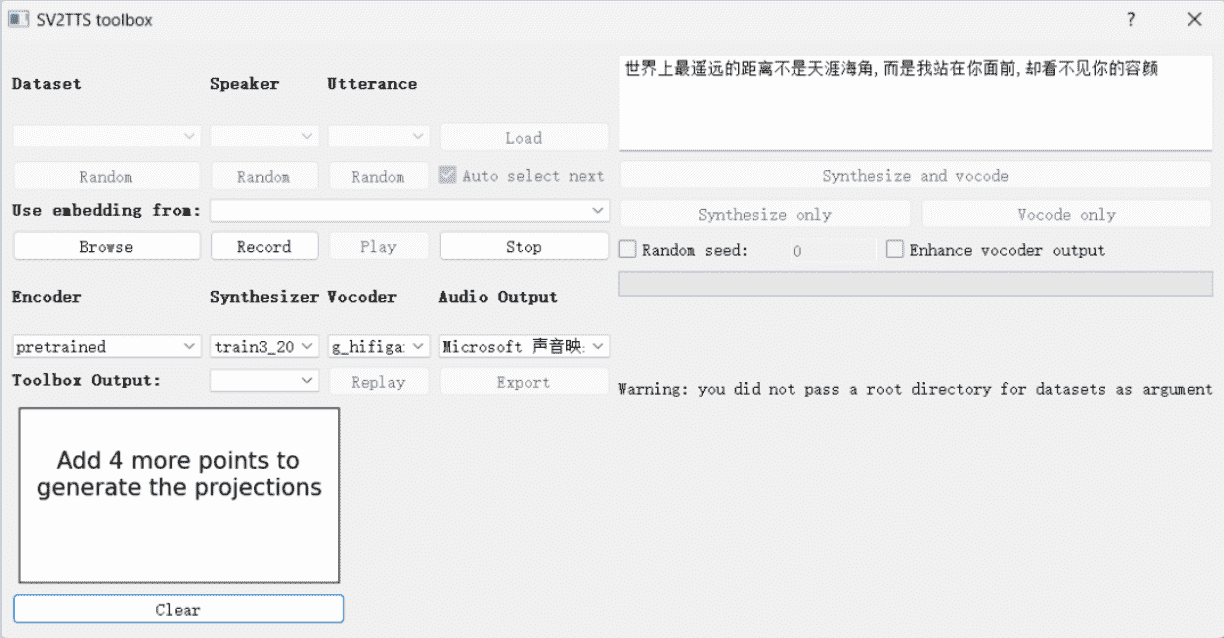 SV2TTS toolbox
?
Dataset Speaker Utterance
Load
Random Random Random Auto select next
Use embedding from:
Browse Record Play Stop
Encoder Synthesizer Vocoder Audio Output
pretrained train3_20 g_hifiga: Microsoft 声音映:
Toolbox Output: Replay Export
Add 4 more points to
generate the projections
Clear
世界上最遥远的距离不是天涯海角, 而是我站在你面前, 却看不见你的容颜
Synthesize and vocode
Synthesize only Vocode only
Random seed: 0 Enhance vocoder output
Warning: you did not pass a root directory for datasets as argument